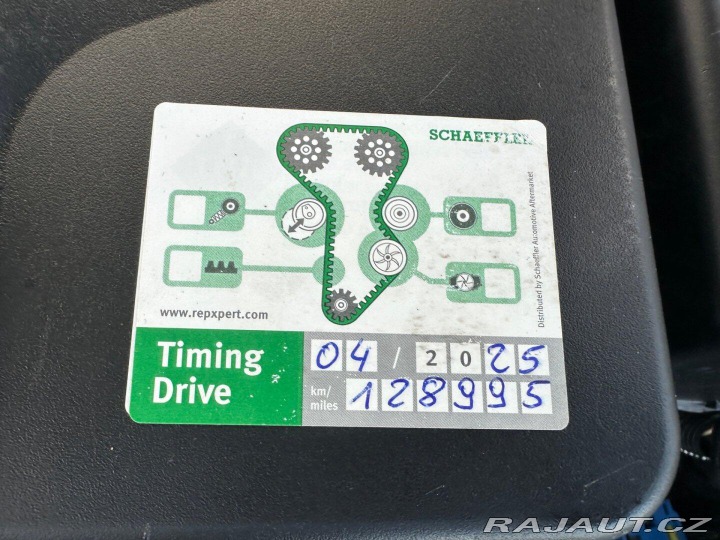 SCHAEFFLER
Distributed by Schaeffler Automotive Aftermarket
www.repxpert.com
Timing Drive
04 / 2025
km/ miles 128995
RAJAUT.CZ